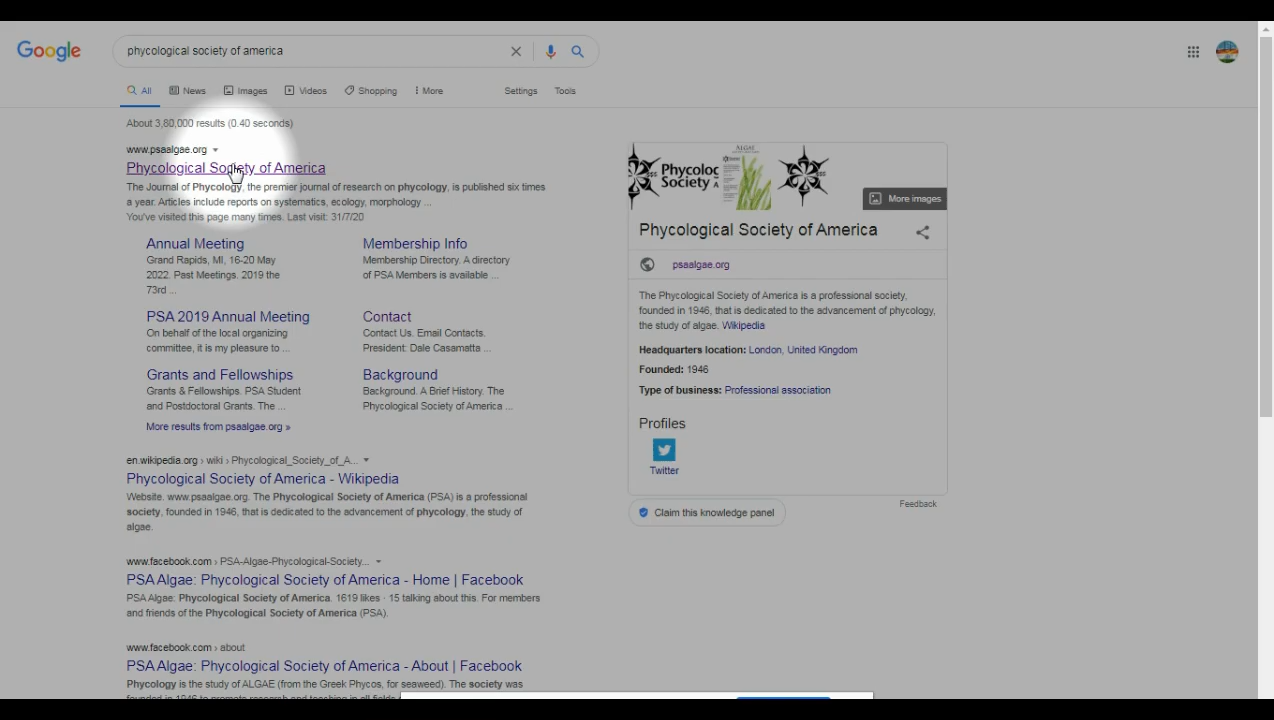 Google
phycological society of america
All
News
Images
Videos
Shopping
More
Settings
Tools
About 3,80,000 results (0.40 seconds)
www.psaalgae.org
Phycological Society of America
The Journal of Phycology, the premier journal of research on phycology, is published six times
a year. Articles include reports on systematics, ecology, morphology ...
You've visited this page many times. Last visit: 31/7/20
Annual Meeting
Grand Rapids, MI, 16-20 May
2022. Past Meetings. 2019 the
73rd ...
Membership Info
Membership Directory. A directory
of PSA Members is available ...
PSA 2019 Annual Meeting
On behalf of the local organizing
committee, it is my pleasure to ...
Contact
Contact Us. Email Contacts.
President: Dale Casamatta ...
Grants and Fellowships
Grants & Fellowships. PSA Student
and Postdoctoral Grants. The ...
Background
Background. A Brief History. The
Phycological Society of America ...
More results from psaalgae.org »
en.wikipedia.org › wiki › Phycological_Society_of_A...
Phycological Society of America - Wikipedia
Website. www.psaalgae.org. The Phycological Society of America (PSA) is a professional
society, founded in 1946, that is dedicated to the advancement of phycology, the study of
algae.
www.facebook.com › PSA-Algae-Phycological-Society...
PSA Algae: Phycological Society of America - Home | Facebook
PSA Algae: Phycological Society of America. 1619 likes · 15 talking about this. For members
and friends of the Phycological Society of America (PSA).
www.facebook.com › about
PSA Algae: Phycological Society of America - About | Facebook
Phycology is the study of ALGAE (from the Greek Phycos, for seaweed). The society was
founded in 1946 to promote research and teaching in all fields
Phycolog
Society A
ALGAE
More images
Phycological Society of America
psaalgae.org
The Phycological Society of America is a professional society,
founded in 1946, that is dedicated to the advancement of phycology,
the study of algae. Wikipedia
Headquarters location: London, United Kingdom
Founded: 1946
Type of business: Professional association
Profiles
Twitter
Feedback
Claim this knowledge panel